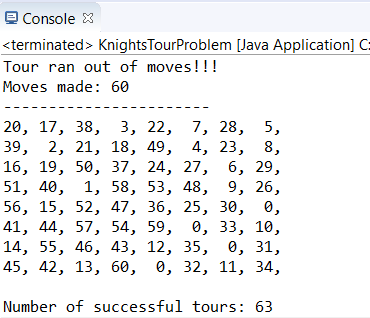 Console
<terminated> KnightsTourProblem [Java Application] C:
Tour ran out of moves!!!
Moves made: 60
-----------------------
20, 17, 38,  3, 22,  7, 28,  5,
39,  2, 21, 18, 49,  4, 23,  8,
16, 19, 50, 37, 24, 27,  6, 29,
51, 40,  1, 58, 53, 48,  9, 26,
56, 15, 52, 47, 36, 25, 30,  0,
41, 44, 57, 54, 59,  0, 33, 10,
14, 55, 46, 43, 12, 35,  0, 31,
45, 42, 13, 60,  0, 32, 11, 34,
Number of successful tours: 63